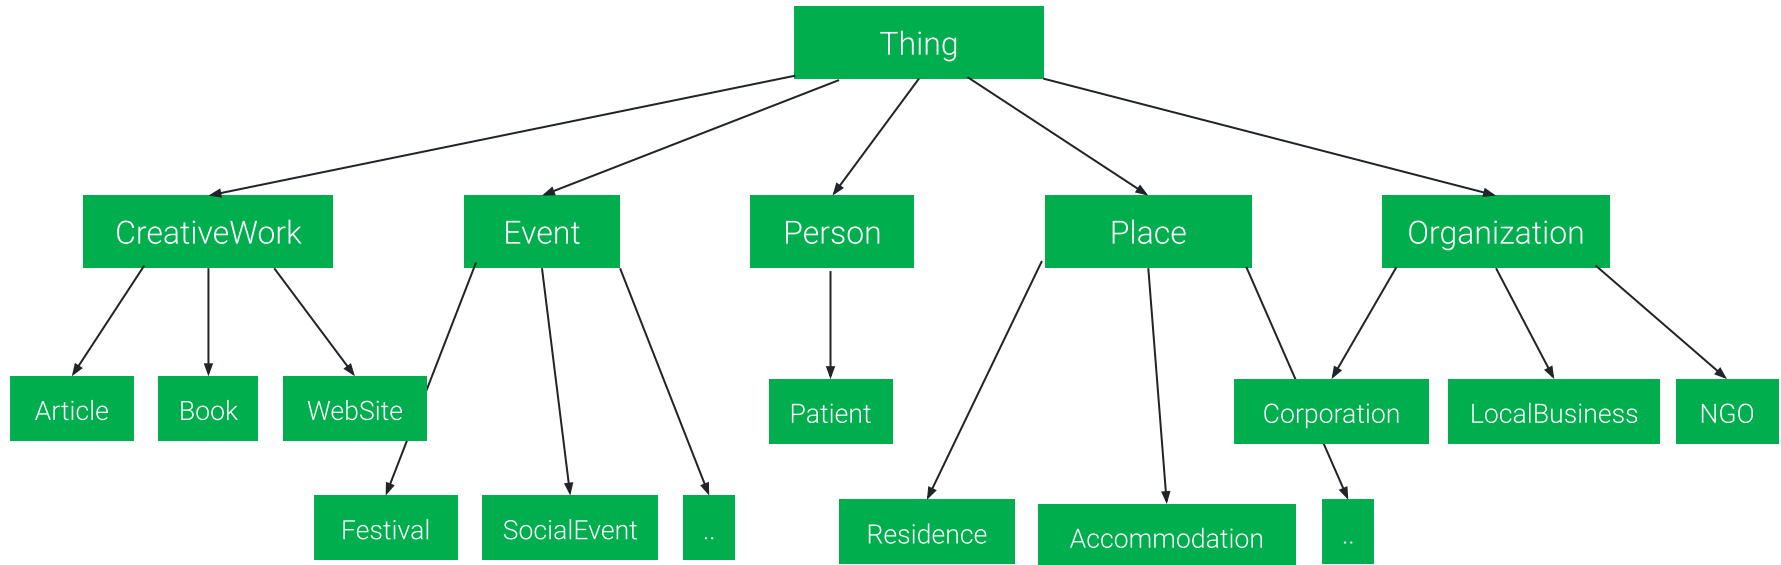 Thing
CreativeWork
Event
Person
Place
Organization
Article
Book
WebSite
Patient
Corporation
LocalBusiness
NGO
Festival
SocialEvent
..
Residence
Accommodation
..